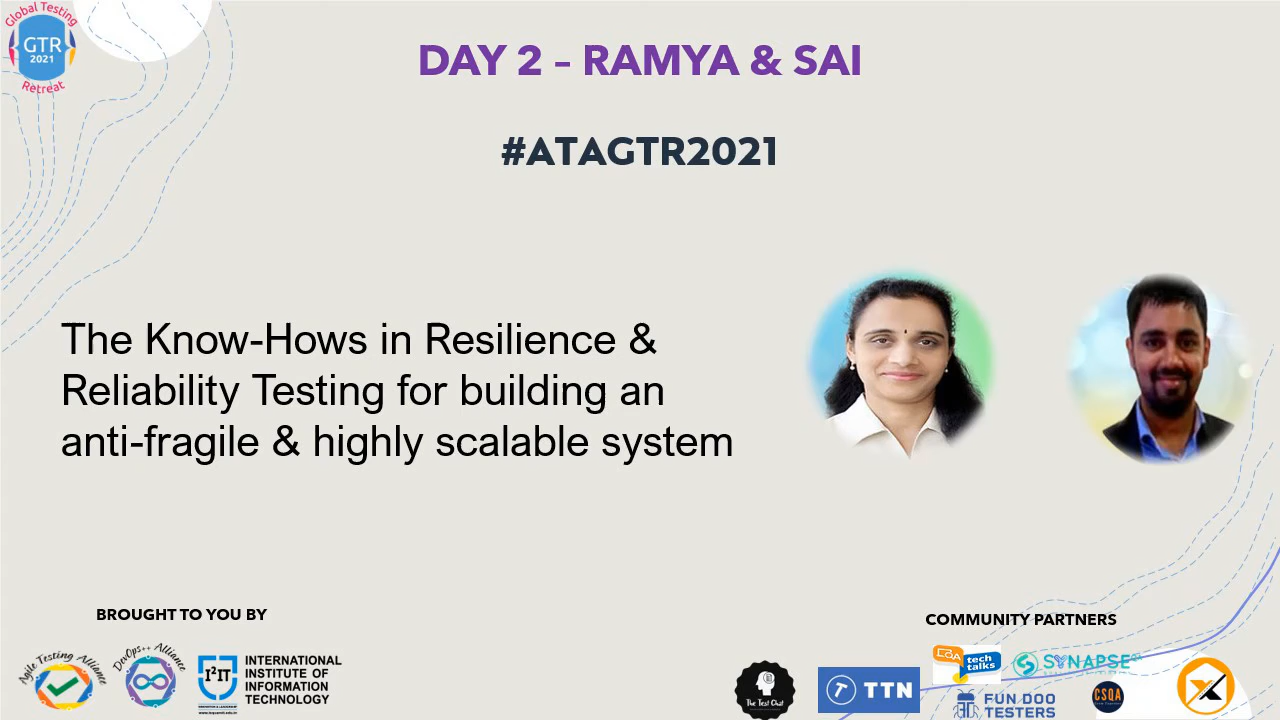 Global Testing
GTR
2021
Retreat
DAY 2 – RAMYA & SAI
#ATAGTR2021
The Know-Hows in Resilience &
Reliability Testing for building an
anti-fragile & highly scalable system
BROUGHT TO YOU BY
Agile Testing Alliance
DevOps++ Alliance
I²IT
INTERNATIONAL
INSTITUTE OF
INFORMATION
TECHNOLOGY
COMMUNITY PARTNERS
The Test Chat
TTN
tech
talks
SYNAPSE
FUN DOO
TESTERS
CSQA